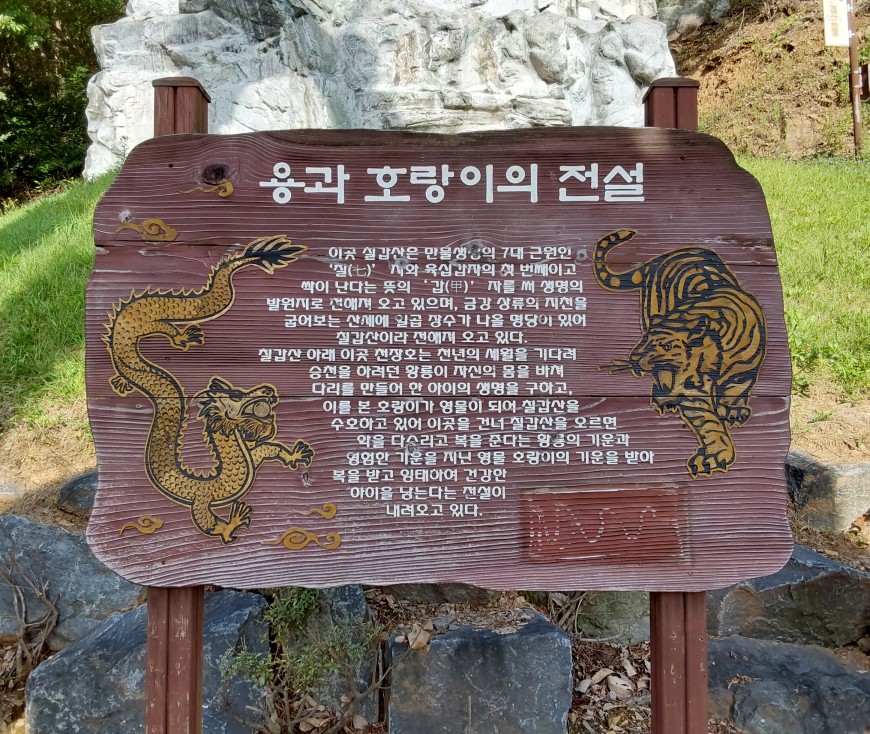 용과 호랑이의 전설
이곳 칠갑산은 만물생성의 7대 근원인
'칠(七)' 자와 육십갑자의 첫 번째이고
싹이 난다는 뜻의 '갑(甲)' 자를 써 생명의
발원지로 전해져 오고 있으며, 금강 상류의 지천을
굽어보는 산세에 일곱 장수가 나올 명당이 있어
칠갑산이라 전해져 오고 있다.
칠갑산 아래 이곳 천장호는 천년의 세월을 기다려
승천을 하려던 황룡이 자신의 몸을 바쳐
다리를 만들어 한 아이의 생명을 구하고,
이를 본 호랑이가 영물이 되어 칠갑산을
수호하고 있어 이곳을 건너 칠갑산을 오르면
악을 다스리고 복을 준다는 황룡의 기운과
영험한 기운을 지닌 영물 호랑이의 기운을 받아
복을 받고 잉태하여 건강한
아이을 낳는다는 전설이
내려오고 있다.